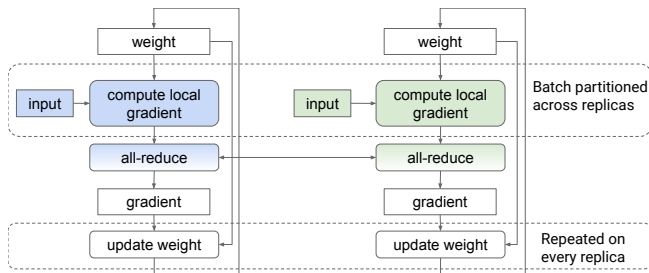 weight
weight
input
compute local
gradient
input
compute local
gradient
Batch partitioned
across replicas
all-reduce
all-reduce
gradient
gradient
update weight
update weight
Repeated on
every replica